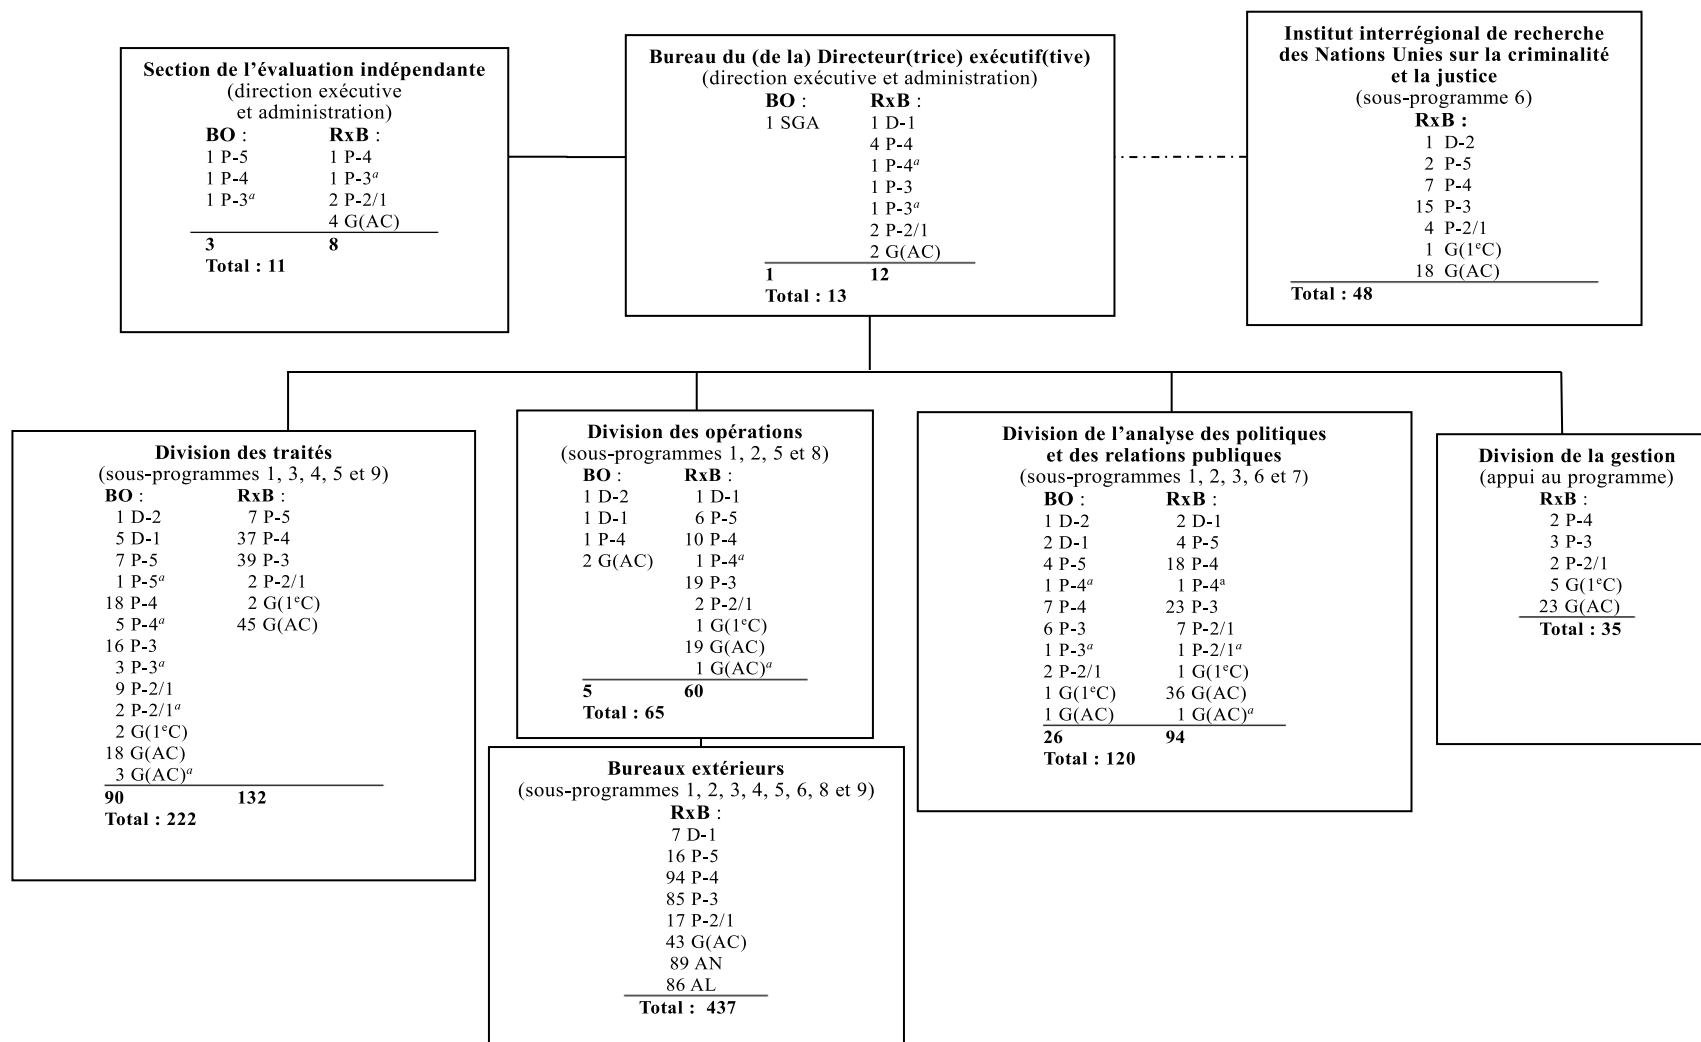 Section de l’évaluation indépendante
(direction exécutive
et administration)
BO : RxB :
1 P-5 1 P-4
1 P-4 1 P-3ª
1 P-3ª 2 P-2/1
4 G(AC)
3 8
Total : 11
Bureau du (de la) Directeur(trice) exécutif(tive)
(direction exécutive et administration)
BO : RxB :
1 SGA 1 D-1
4 P-4
1 P-4ª
1 P-3
1 P-3ª
2 P-2/1
2 G(AC)
1 12
Total : 13
Institut interrégional de recherche
des Nations Unies sur la criminalité
et la justice
(sous-programme 6)
RxB :
1 D-2
2 P-5
7 P-4
15 P-3
4 P-2/1
1 G(1ᵉC)
18 G(AC)
Total : 48
Division des traités
(sous-programmes 1, 3, 4, 5 et 9)
BO : RxB :
1 D-2 7 P-5
5 D-1 37 P-4
7 P-5 39 P-3
1 P-5ª 2 P-2/1
18 P-4 2 G(1ᵉC)
5 P-4ª 45 G(AC)
16 P-3
3 P-3ª
9 P-2/1
2 P-2/1ª
2 G(1ᵉC)
18 G(AC)
3 G(AC)ª
90 132
Total : 222
Division des opérations
(sous-programmes 1, 2, 5 et 8)
BO : RxB :
1 D-2 1 D-1
1 D-1 6 P-5
1 P-4 10 P-4
2 G(AC) 1 P-4ª
19 P-3
2 P-2/1
1 G(1ᵉC)
19 G(AC)
1 G(AC)ª
5 60
Total : 65
Bureaux extérieurs
(sous-programmes 1, 2, 3, 4, 5, 6, 8 et 9)
RxB :
7 D-1
16 P-5
94 P-4
85 P-3
17 P-2/1
43 G(AC)
89 AN
86 AL
Total : 437
Division de l’analyse des politiques
et des relations publiques
(sous-programmes 1, 2, 3, 6 et 7)
BO : RxB :
1 D-2 2 D-1
2 D-1 4 P-5
4 P-5 18 P-4
1 P-4ª 1 P-4ª
7 P-4 23 P-3
6 P-3 7 P-2/1
1 P-3ª 1 P-2/1ª
2 P-2/1 1 G(1ᵉC)
1 G(1ᵉC) 36 G(AC)
1 G(AC) 1 G(AC)ª
26 94
Total : 120
Division de la gestion
(appui au programme)
RxB :
2 P-4
3 P-3
2 P-2/1
5 G(1ᵉC)
23 G(AC)
Total : 35